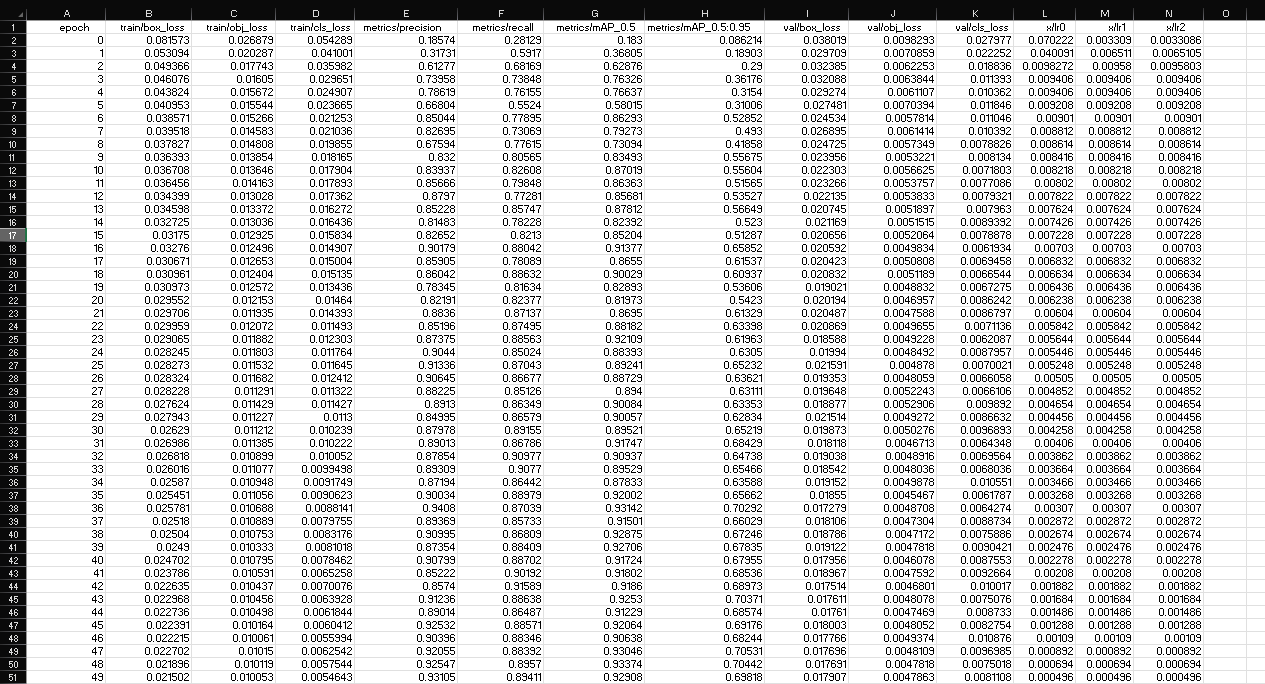 A B C D E F G H I J K L M N O
1 epoch train/box_loss train/obj_loss train/cls_loss metrics/precision metrics/recall metrics/mAP_0.5 metrics/mAP_0.5:0.95 val/box_loss val/obj_loss val/cls_loss x/lr0 x/lr1 x/lr2
2 0 0.081573 0.026879 0.054289 0.18574 0.28129 0.183 0.086214 0.038019 0.0098293 0.027977 0.070222 0.003309 0.0033086
3 1 0.053094 0.020287 0.041001 0.31731 0.5917 0.36805 0.18903 0.029709 0.0070859 0.022252 0.040091 0.006511 0.0065105
4 2 0.049366 0.017743 0.035982 0.61277 0.68169 0.62876 0.29 0.032385 0.0062253 0.018836 0.0098272 0.00958 0.0095803
5 3 0.046076 0.01605 0.029651 0.73958 0.73848 0.76326 0.36176 0.032088 0.0063844 0.011393 0.009406 0.009406 0.009406
6 4 0.043824 0.015672 0.024907 0.78619 0.76155 0.76637 0.3154 0.029274 0.0061107 0.010362 0.009406 0.009406 0.009406
7 5 0.040953 0.015544 0.023665 0.66804 0.5524 0.58015 0.31006 0.027481 0.0070394 0.011846 0.009208 0.009208 0.009208
8 6 0.038571 0.015266 0.021253 0.85044 0.77895 0.86293 0.52852 0.024534 0.0057814 0.011046 0.00901 0.00901 0.00901
9 7 0.039518 0.014583 0.021036 0.82695 0.73069 0.79273 0.493 0.026895 0.0061414 0.010392 0.008812 0.008812 0.008812
10 8 0.037827 0.014808 0.019855 0.67594 0.77615 0.73094 0.41858 0.024725 0.0057349 0.0078826 0.008614 0.008614 0.008614
11 9 0.036393 0.013854 0.018165 0.832 0.80565 0.83493 0.55675 0.023956 0.0053221 0.008134 0.008416 0.008416 0.008416
12 10 0.036708 0.013646 0.017904 0.83937 0.82608 0.87019 0.55604 0.022303 0.0056625 0.0071803 0.008218 0.008218 0.008218
13 11 0.036456 0.014163 0.017893 0.85666 0.79848 0.86363 0.51565 0.023266 0.0053757 0.0077086 0.00802 0.00802 0.00802
14 12 0.034399 0.013028 0.017362 0.8797 0.77281 0.85681 0.53527 0.022135 0.0053833 0.0079321 0.007822 0.007822 0.007822
15 13 0.034598 0.013372 0.016272 0.85228 0.85747 0.87812 0.56649 0.020745 0.0051897 0.007963 0.007624 0.007624 0.007624
16 14 0.032725 0.013036 0.016436 0.81483 0.78228 0.82392 0.523 0.021169 0.0051515 0.0089392 0.007426 0.007426 0.007426
17 15 0.03175 0.012925 0.015834 0.82652 0.8213 0.85204 0.51287 0.020656 0.0052064 0.0078878 0.007228 0.007228 0.007228
18 16 0.03276 0.012496 0.014907 0.90179 0.88042 0.91377 0.65852 0.020592 0.0049834 0.0061934 0.00703 0.00703 0.00703
19 17 0.030671 0.012653 0.015004 0.85905 0.78089 0.8655 0.61537 0.020423 0.0050808 0.0069458 0.006832 0.006832 0.006832
20 18 0.030961 0.012404 0.015135 0.86042 0.88632 0.90029 0.60937 0.020832 0.0051189 0.0066544 0.006634 0.006634 0.006634
21 19 0.030973 0.012572 0.013436 0.78345 0.81634 0.82893 0.53606 0.019021 0.0048832 0.0067275 0.006436 0.006436 0.006436
22 20 0.029552 0.012153 0.01464 0.82191 0.82377 0.81973 0.5423 0.020194 0.0046957 0.0086242 0.006238 0.006238 0.006238
23 21 0.029706 0.011935 0.014393 0.8836 0.87137 0.8695 0.61329 0.020487 0.0047588 0.0086797 0.00604 0.00604 0.00604
24 22 0.029959 0.012072 0.011493 0.85196 0.87495 0.88182 0.63398 0.020869 0.0049655 0.0071136 0.005842 0.005842 0.005842
25 23 0.029065 0.011882 0.012303 0.87375 0.88563 0.92109 0.61963 0.018588 0.0049228 0.0062087 0.005644 0.005644 0.005644
26 24 0.028245 0.011803 0.011764 0.9044 0.85024 0.88393 0.6305 0.01994 0.0048492 0.0087957 0.005446 0.005446 0.005446
27 25 0.028273 0.011532 0.011645 0.91336 0.87043 0.89241 0.65232 0.021591 0.004878 0.0070021 0.005248 0.005248 0.005248
28 26 0.028324 0.011682 0.012412 0.90645 0.86677 0.88729 0.63621 0.019353 0.0048059 0.0066058 0.00505 0.00505 0.00505
29 27 0.028228 0.011291 0.011322 0.88225 0.85126 0.894 0.63111 0.019648 0.0052243 0.0066106 0.004852 0.004852 0.004852
30 28 0.027624 0.011429 0.011427 0.8913 0.86349 0.90084 0.63353 0.018877 0.0052906 0.009892 0.004654 0.004654 0.004654
31 29 0.027943 0.011227 0.0113 0.84995 0.86579 0.90057 0.62834 0.021514 0.0049272 0.0086632 0.004456 0.004456 0.004456
32 30 0.02629 0.011212 0.010239 0.87978 0.89155 0.89521 0.65219 0.019873 0.0050276 0.0096893 0.004258 0.004258 0.004258
33 31 0.026986 0.011385 0.010222 0.89013 0.86786 0.91747 0.68429 0.018118 0.0046713 0.0064348 0.00406 0.00406 0.00406
34 32 0.026818 0.010899 0.010052 0.87854 0.90977 0.90937 0.64738 0.019038 0.0048916 0.0069564 0.003862 0.003862 0.003862
35 33 0.026016 0.011077 0.0099498 0.89309 0.9077 0.89529 0.65466 0.018542 0.0048036 0.0068036 0.003664 0.003664 0.003664
36 34 0.02587 0.010948 0.0091749 0.87194 0.86442 0.87833 0.63588 0.019152 0.0049878 0.010551 0.003466 0.003466 0.003466
37 35 0.025451 0.011056 0.0090623 0.90034 0.88979 0.92002 0.65662 0.01855 0.0045467 0.0061787 0.003268 0.003268 0.003268
38 36 0.025781 0.010688 0.0088141 0.9408 0.87039 0.93142 0.70292 0.017279 0.0048708 0.0064274 0.00307 0.00307 0.00307
39 37 0.02518 0.010889 0.0079755 0.89369 0.85733 0.91501 0.66029 0.018106 0.0047304 0.0088734 0.002872 0.002872 0.002872
40 38 0.02504 0.010753 0.0083176 0.90995 0.86809 0.92875 0.67246 0.018786 0.0047172 0.0075886 0.002674 0.002674 0.002674
41 39 0.0249 0.010333 0.0081018 0.87354 0.88409 0.92706 0.67835 0.019122 0.0047818 0.0090421 0.002476 0.002476 0.002476
42 40 0.024702 0.010795 0.0078462 0.90799 0.88702 0.91724 0.67955 0.017956 0.0046078 0.0087553 0.002278 0.002278 0.002278
43 41 0.023786 0.010591 0.0065258 0.85222 0.90192 0.91802 0.68536 0.018967 0.0047592 0.0092664 0.00208 0.00208 0.00208
44 42 0.022635 0.010437 0.0070076 0.8574 0.91589 0.9186 0.68973 0.017514 0.0046801 0.010017 0.001882 0.001882 0.001882
45 43 0.022968 0.010456 0.0063928 0.91236 0.88638 0.9253 0.70371 0.017611 0.0048078 0.0075076 0.001684 0.001684 0.001684
46 44 0.022736 0.010498 0.0061844 0.89014 0.86487 0.91229 0.68574 0.01761 0.0047469 0.008733 0.001486 0.001486 0.001486
47 45 0.022391 0.010164 0.0060412 0.92532 0.88571 0.92064 0.69176 0.018003 0.0048052 0.0082754 0.001288 0.001288 0.001288
48 46 0.022215 0.010061 0.0055994 0.90396 0.88346 0.90638 0.68244 0.017766 0.0049374 0.010876 0.00109 0.00109 0.00109
49 47 0.022702 0.01015 0.0062542 0.92055 0.88392 0.93046 0.70531 0.017696 0.0048109 0.0096985 0.000892 0.000892 0.000892
50 48 0.021896 0.010119 0.0057544 0.92547 0.8957 0.93374 0.70442 0.017691 0.0047818 0.0075018 0.000694 0.000694 0.000694
51 49 0.021502 0.010053 0.0054643 0.93105 0.89411 0.92908 0.69818 0.017907 0.0047863 0.0081108 0.000496 0.000496 0.000496